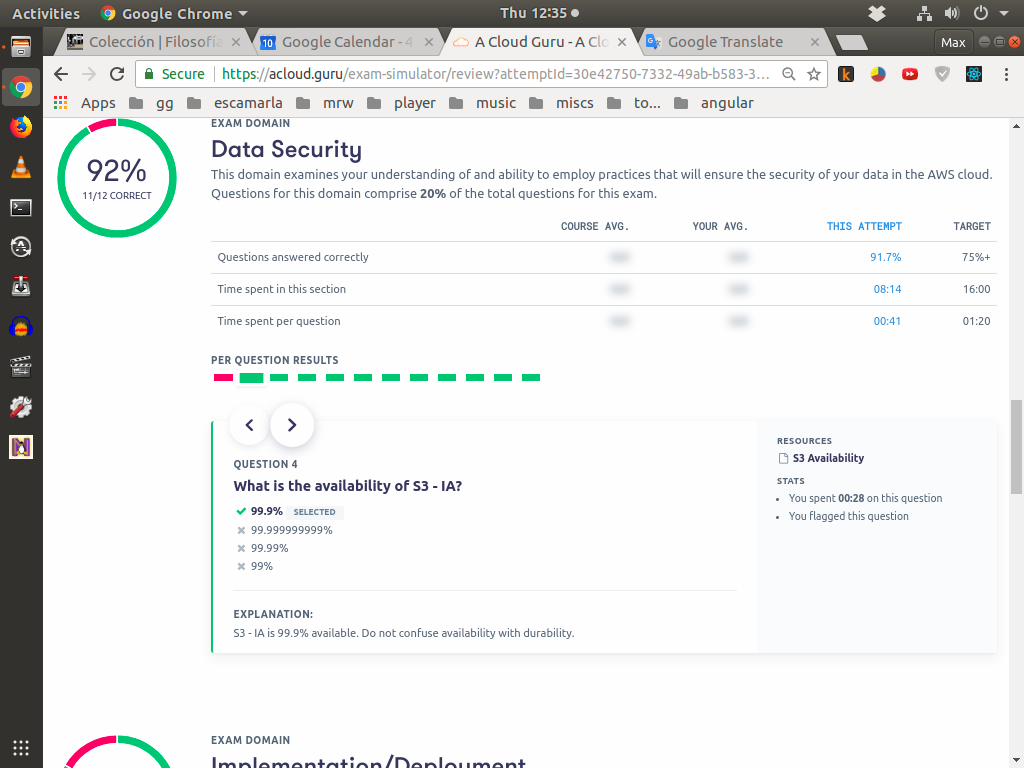 Activities Google Chrome Thu 12:35
Colección | Filosofía Google Calendar - 4 A Cloud Guru - A Clo Google Translate Max
Secure https://acloud.guru/exam-simulator/review?attemptId=30e42750-7332-49ab-b583-3...
Apps gg escamarla mrw player music miscs to... angular
EXAM DOMAIN
Data Security
92%
11/12 CORRECT
This domain examines your understanding of and ability to employ practices that will ensure the security of your data in the AWS cloud.
Questions for this domain comprise 20% of the total questions for this exam.
COURSE AVG. YOUR AVG. THIS ATTEMPT TARGET
Questions answered correctly 91.7% 75%+
Time spent in this section 08:14 16:00
Time spent per question 00:41 01:20
PER QUESTION RESULTS
QUESTION 4
What is the availability of S3 - IA?
99.9% SELECTED
99.999999999%
99.99%
99%
EXPLANATION:
S3 - IA is 99.9% available. Do not confuse availability with durability.
RESOURCES
S3 Availability
STATS
You spent 00:28 on this question
You flagged this question
EXAM DOMAIN
Implementation/Deployment